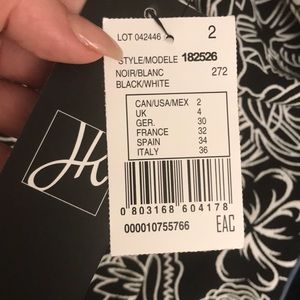 LOT 042446 2
STYLE/MODELE 182526
NOIR/BLANC 272
BLACK/WHITE
CAN/USA/MEX 2
UK 4
GER. 30
FRANCE 32
SPAIN 34
ITALY 36
0 803168 604178
000010755766 EAC